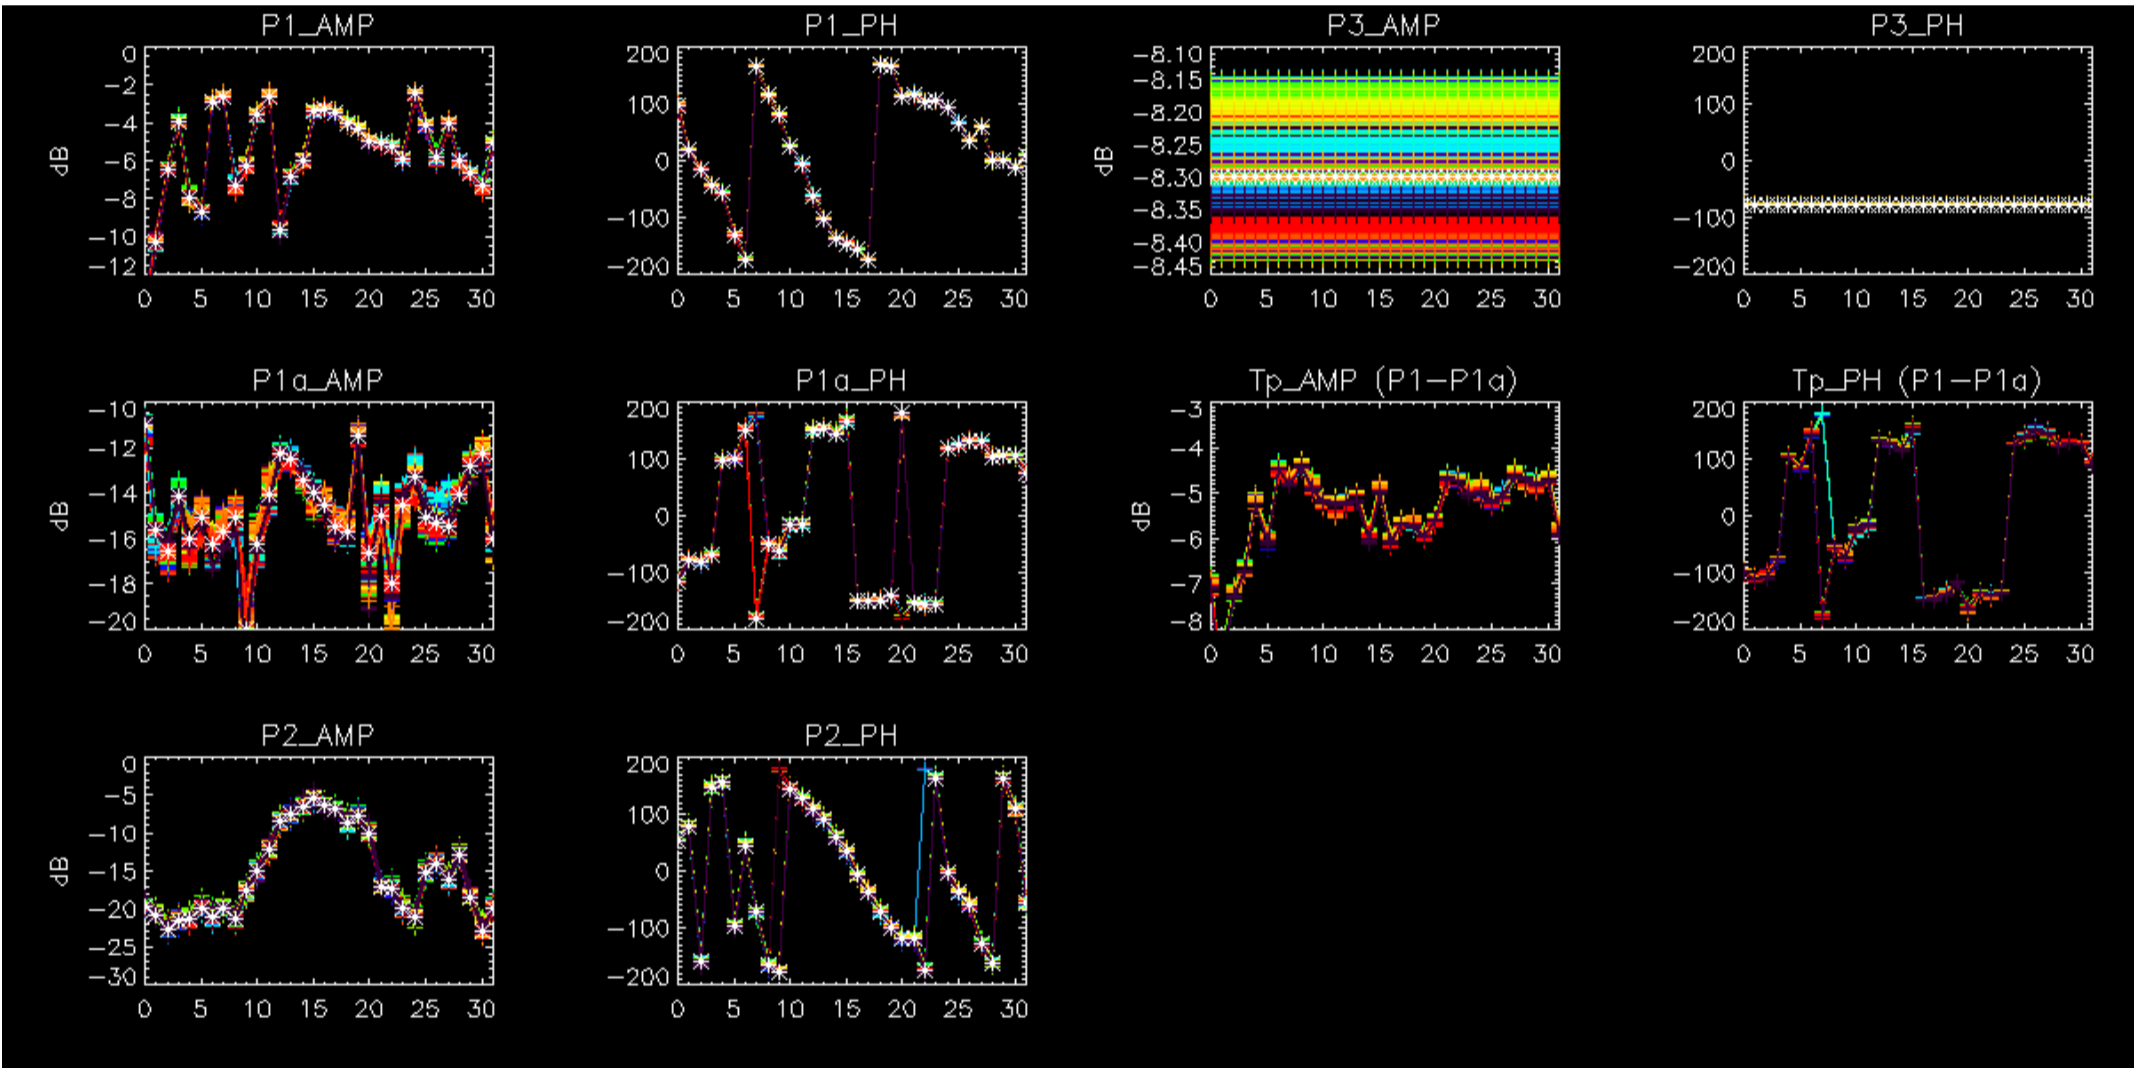 P1_AMP
P1_PH
P3_AMP
P3_PH
0
-2
-4
-6
-8
-10
-12
dB
0 5 10 15 20 25 30
200
100
0
-100
-200
0 5 10 15 20 25 30
-8.10
-8.15
-8.20
-8.25
-8.30
-8.35
-8.40
-8.45
dB
0 5 10 15 20 25 30
200
100
0
-100
-200
0 5 10 15 20 25 30
P1a_AMP
P1a_PH
Tp_AMP (P1-P1a)
Tp_PH (P1-P1a)
-10
-12
-14
-16
-18
-20
dB
0 5 10 15 20 25 30
200
100
0
-100
-200
0 5 10 15 20 25 30
-3
-4
-5
-6
-7
-8
dB
0 5 10 15 20 25 30
200
100
0
-100
-200
0 5 10 15 20 25 30
P2_AMP
P2_PH
0
-5
-10
-15
-20
-25
-30
dB
0 5 10 15 20 25 30
200
100
0
-100
-200
0 5 10 15 20 25 30